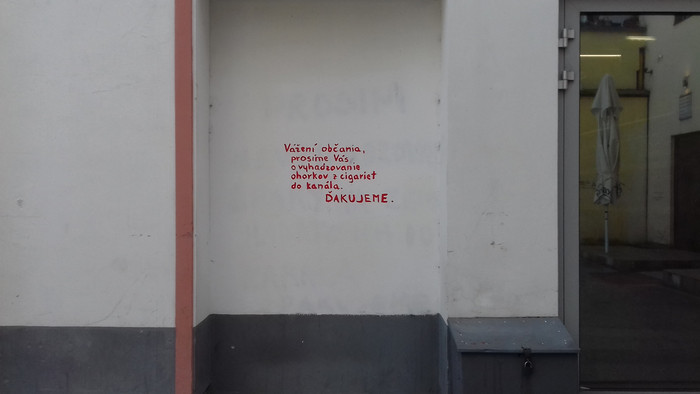 Vážení občania,
prosíme Vás
o vyhadzovanie
ohorkov z cigariet
do kanála.
ĎAKUJEME.